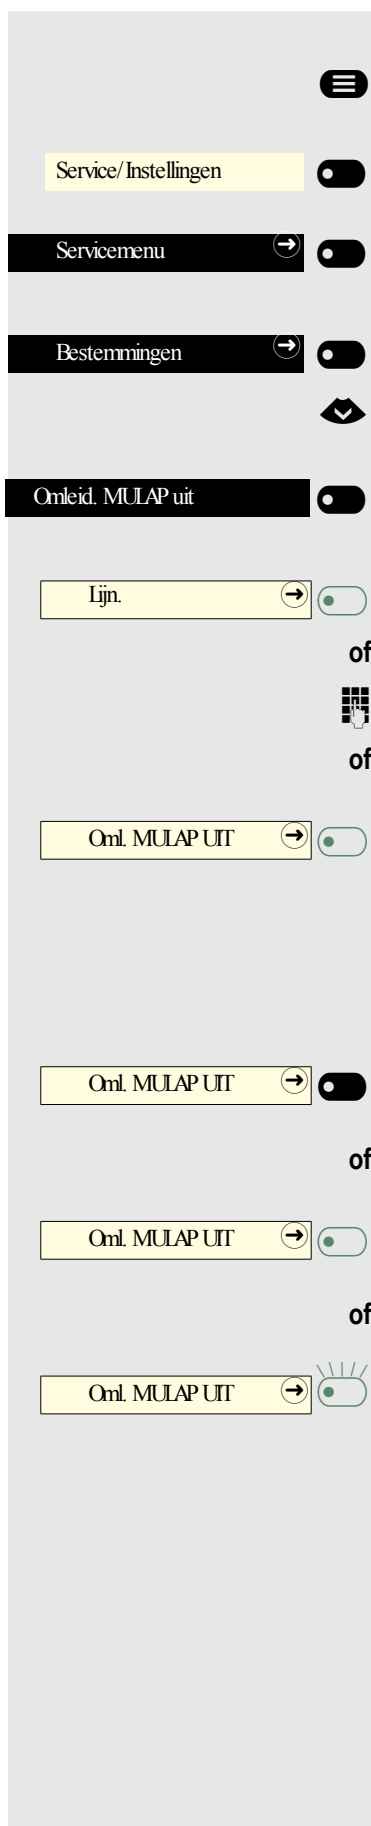 Service/Instellingen
Servicemenu
Bestemmingen
Omleid. MULAP uit
Lijn.
of
of
Oml. MULAP UIT
Oml. MULAP UIT
of
Oml. MULAP UIT
of
Oml. MULAP UIT